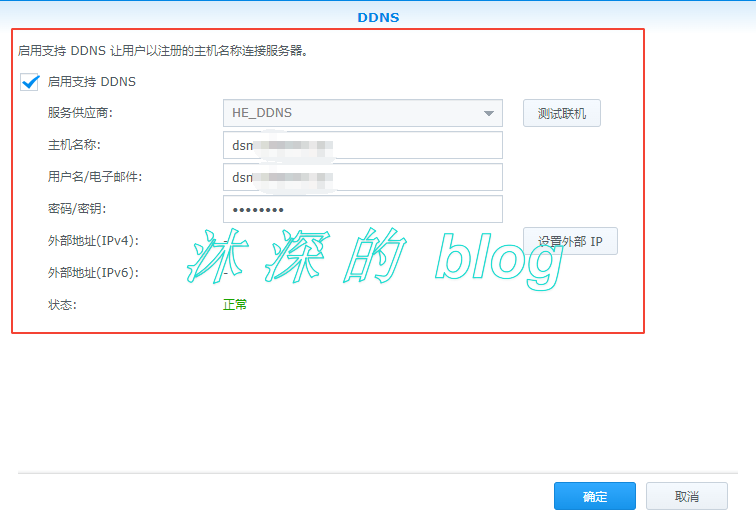 DDNS
启用支持 DDNS 让用户以注册的主机名称连接服务器。
启用支持 DDNS
服务供应商: HE_DDNS 测试联机
主机名称:
用户名/电子邮件:
密码/密钥: ••••••••
外部地址(IPv4): - 设置外部 IP
外部地址(IPv6): -
沐深的 blog
状态: 正常
确定 取消